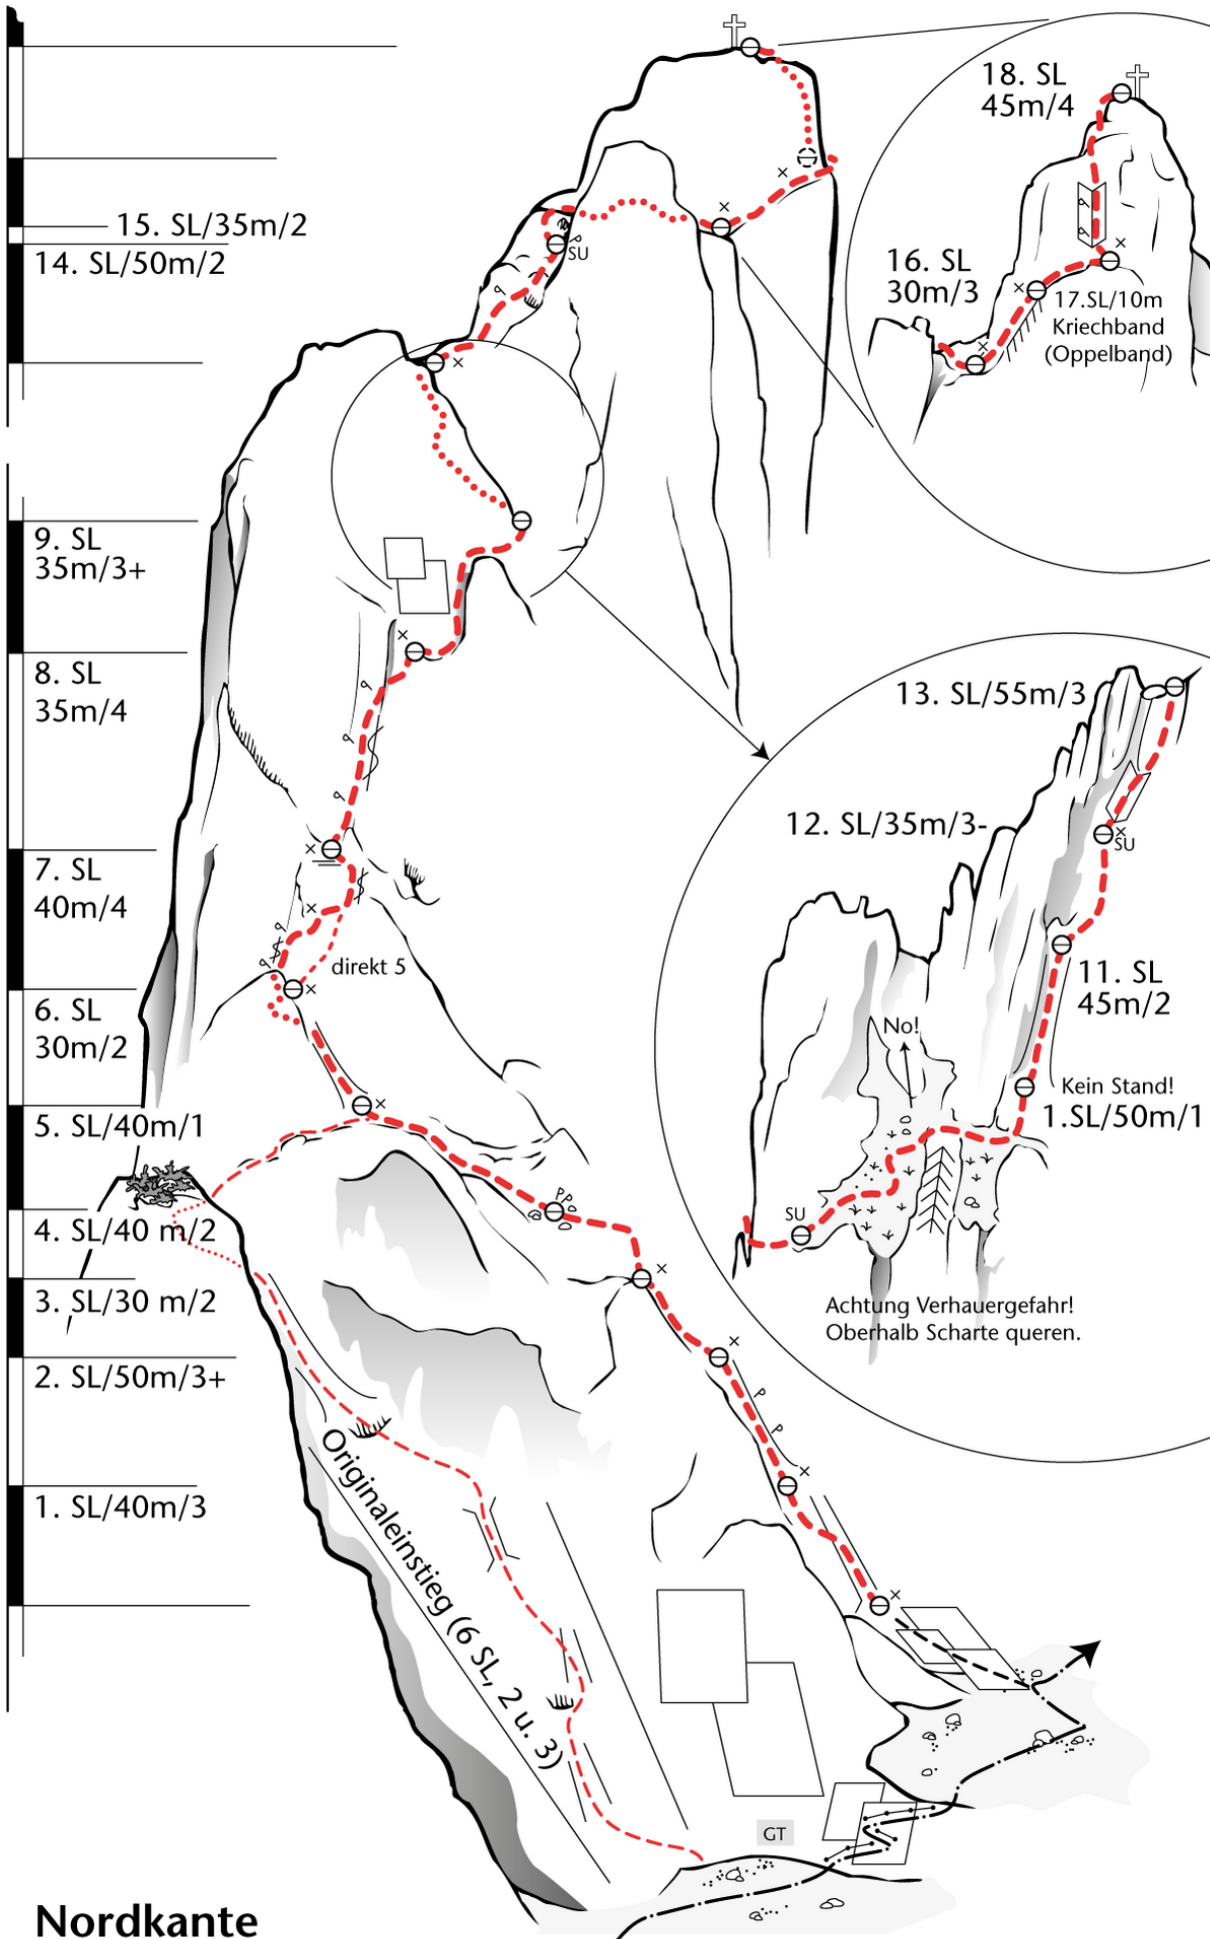 18. SL
45m/4
15. SL/35m/2
14. SL/50m/2
SU
16. SL
30m/3
17.SL/10m
Kriechband
(Oppelband)
9. SL
35m/3+
8. SL
35m/4
13. SL/55m/3
12. SL/35m/3-
SU
7. SL
40m/4
direkt 5
11. SL
45m/2
6. SL
30m/2
No!
Kein Stand!
1.SL/50m/1
5. SL/40m/1
SU
4. SL/40 m/2
3. SL/30 m/2
Achtung Verhauergefahr!
Oberhalb Scharte queren.
2. SL/50m/3+
1. SL/40m/3
Originaleinstieg (6 SL, 2 u. 3)
GT
Nordkante